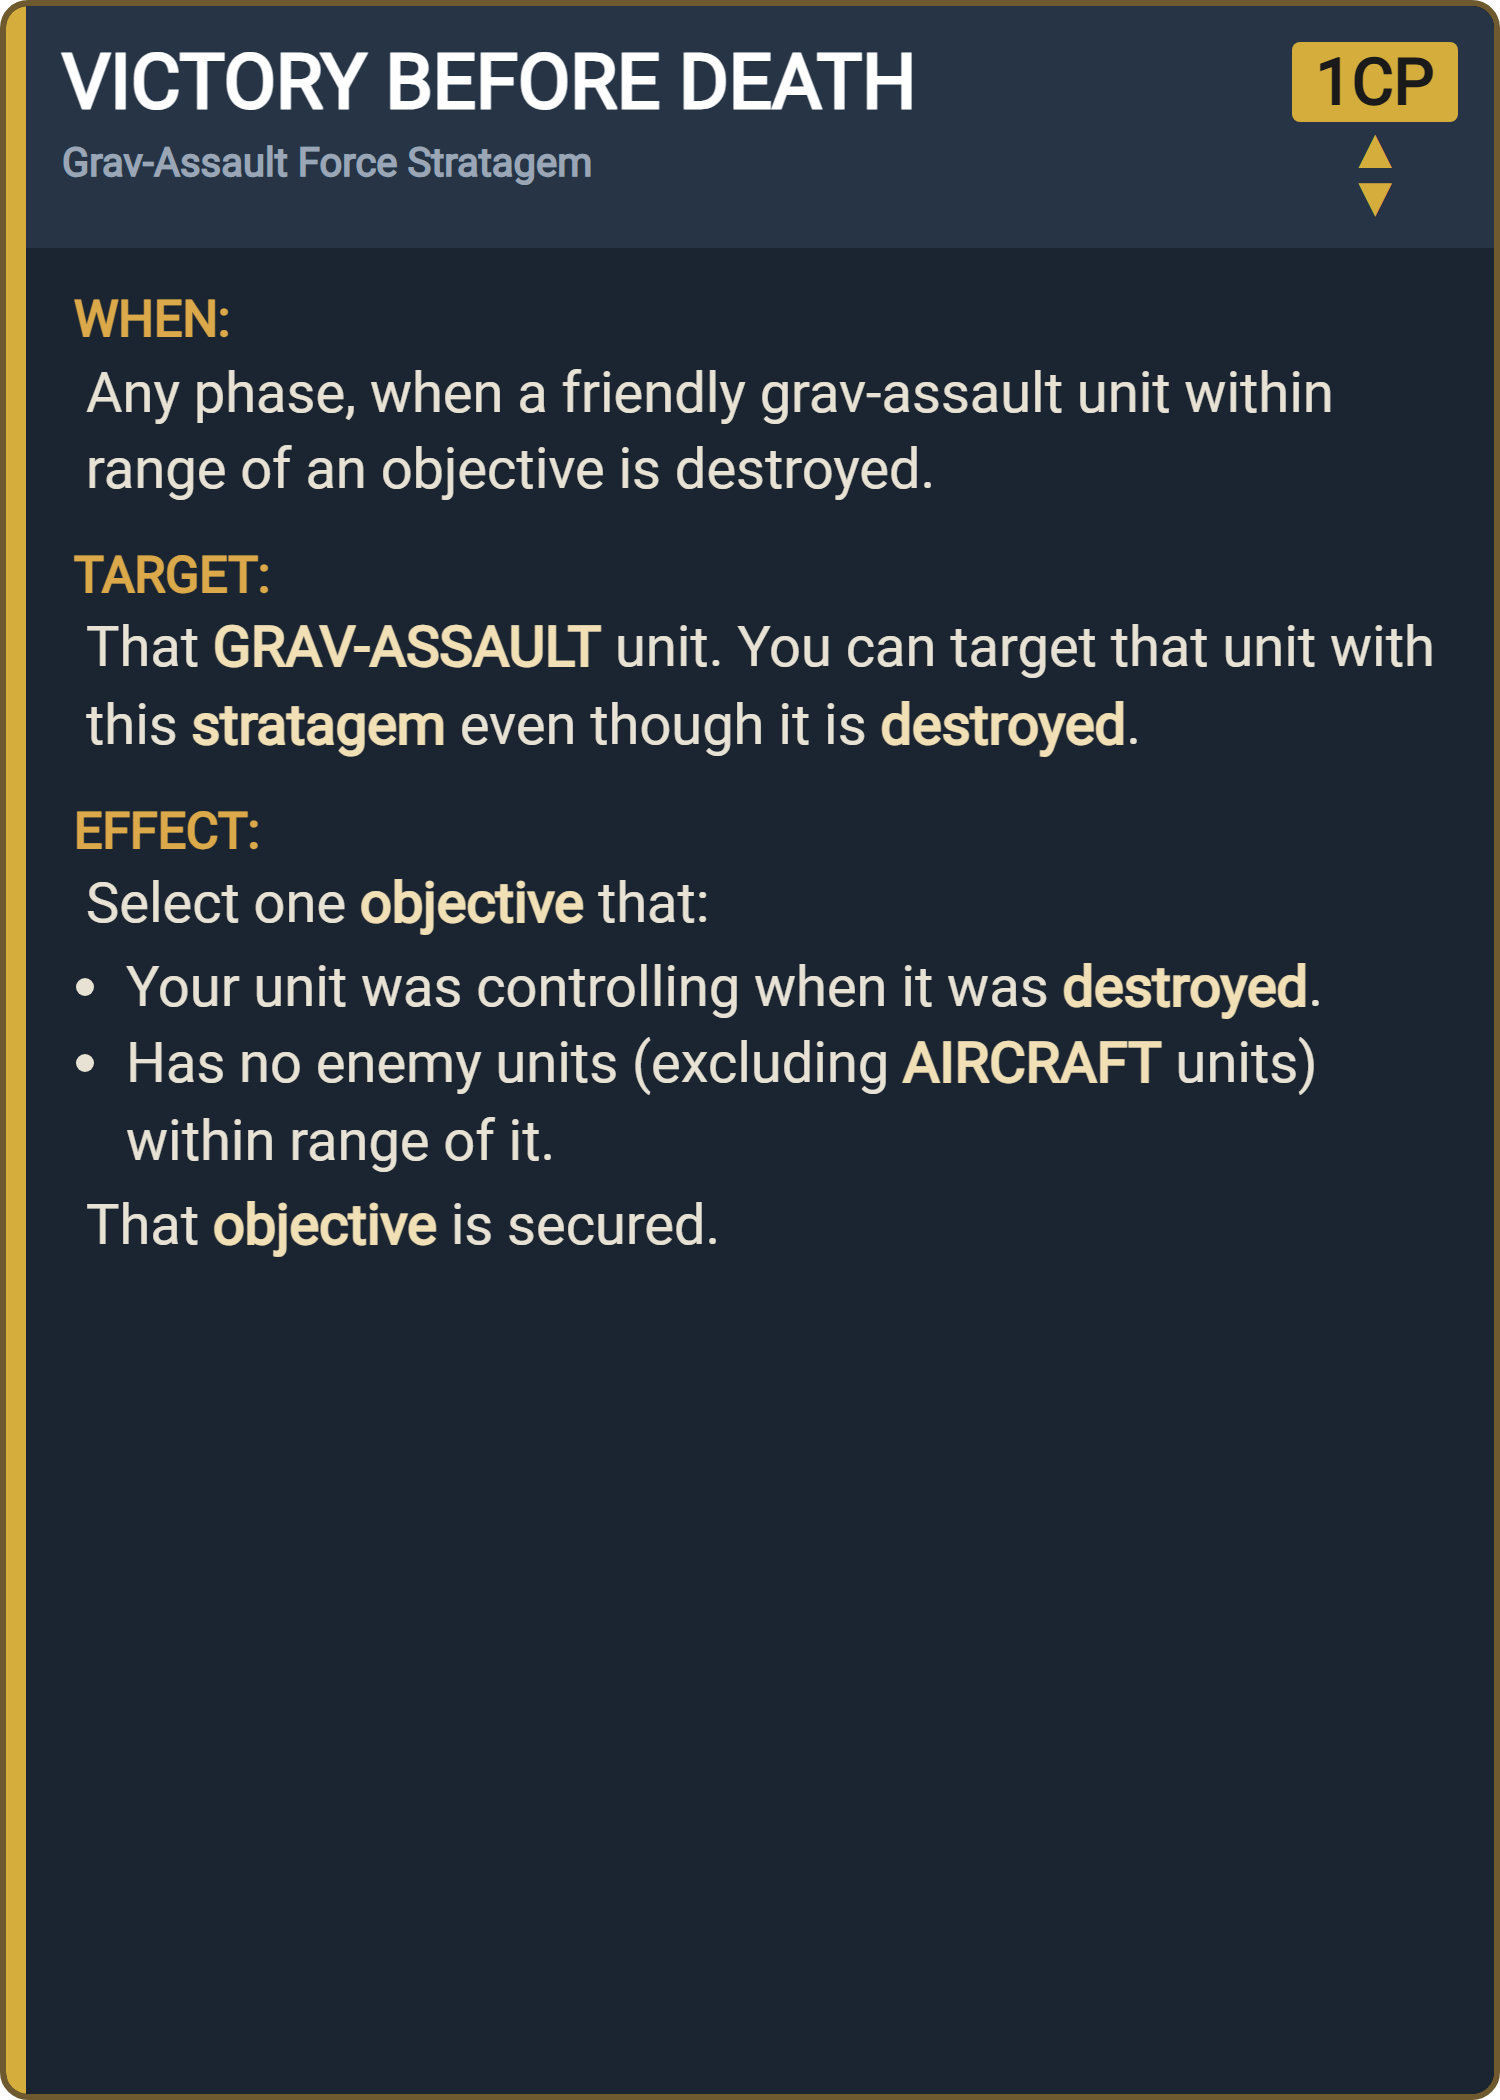 VICTORY BEFORE DEATH
1CP
Grav-Assault Force Stratagem
▲
▼
WHEN:
Any phase, when a friendly grav-assault unit within
range of an objective is destroyed.
TARGET:
That GRAV-ASSAULT unit. You can target that unit with
this stratagem even though it is destroyed.
EFFECT:
Select one objective that:
• Your unit was controlling when it was destroyed.
• Has no enemy units (excluding AIRCRAFT units)
within range of it.
That objective is secured.